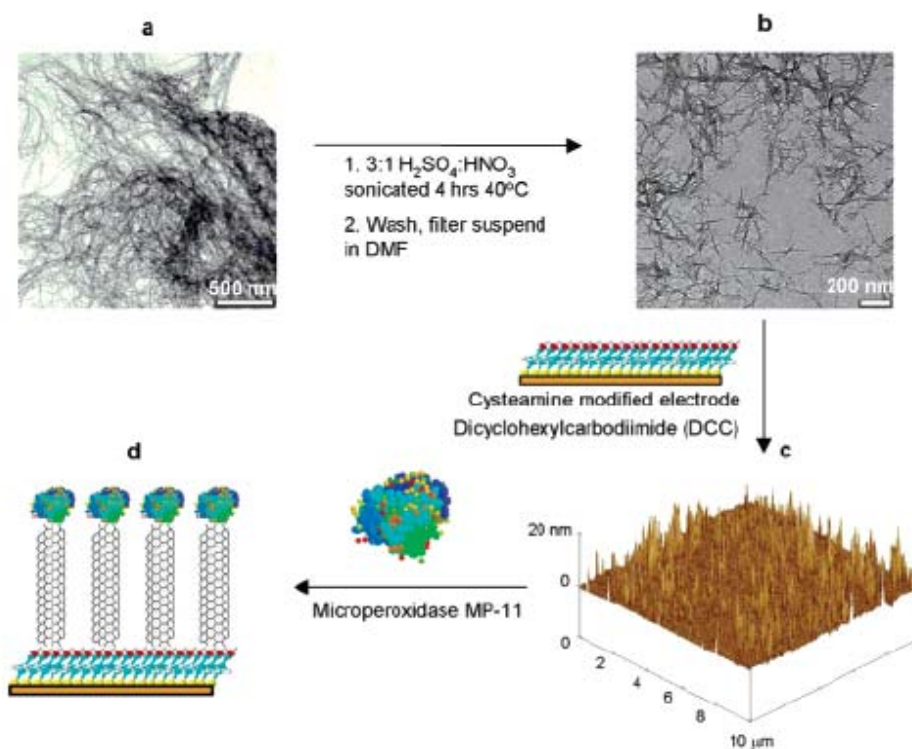 a
b
500 nm
1. 3:1 H₂SO₄:HNO₃
sonicated 4 hrs 40ºC
2. Wash, filter suspend
in DMF
200 nm
Cysteamine modified electrode
Dicyclohexylcarbodiimide (DCC)
c
d
Microperoxidase MP-11
20 nm
0
0
2
4
6
8
10 µm